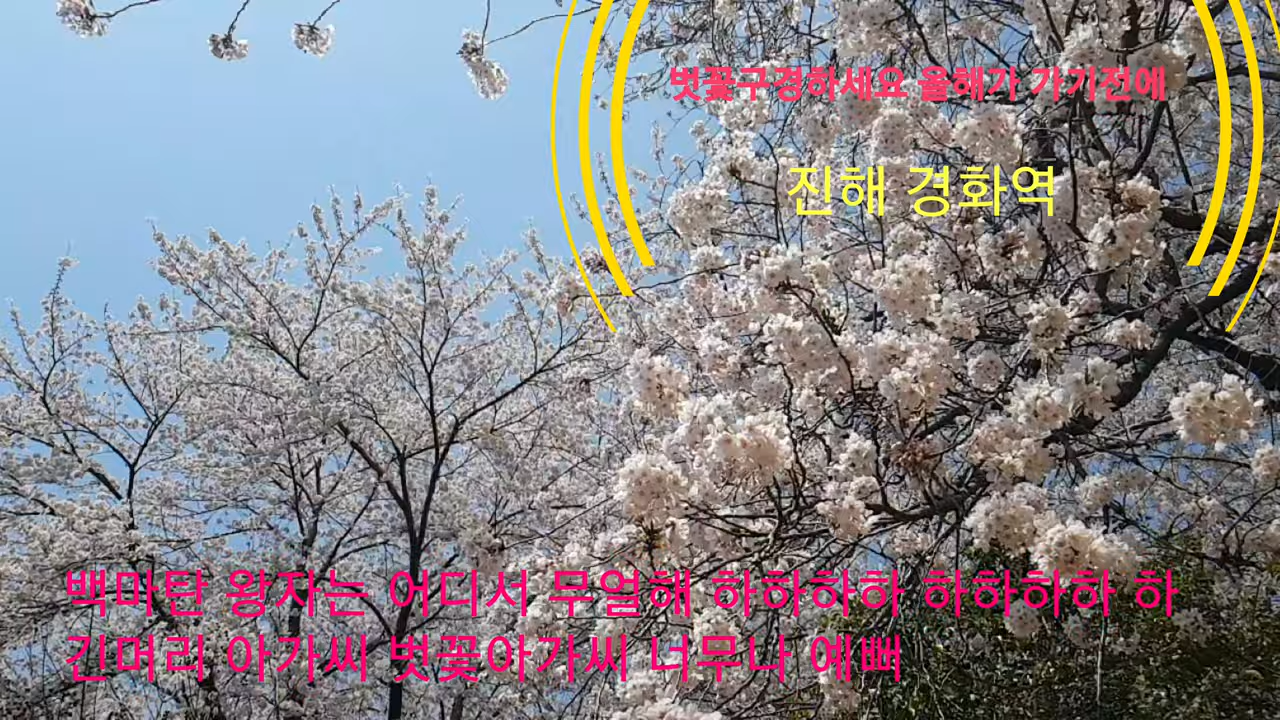 벗꽃구경하세요 올해가 가기전에
진해 경화역
백마탄 왕자는 어디서 무얼해 하하하하 하하하하 하
긴머리 아가씨 벗꽃아가씨 너무나 예뻐